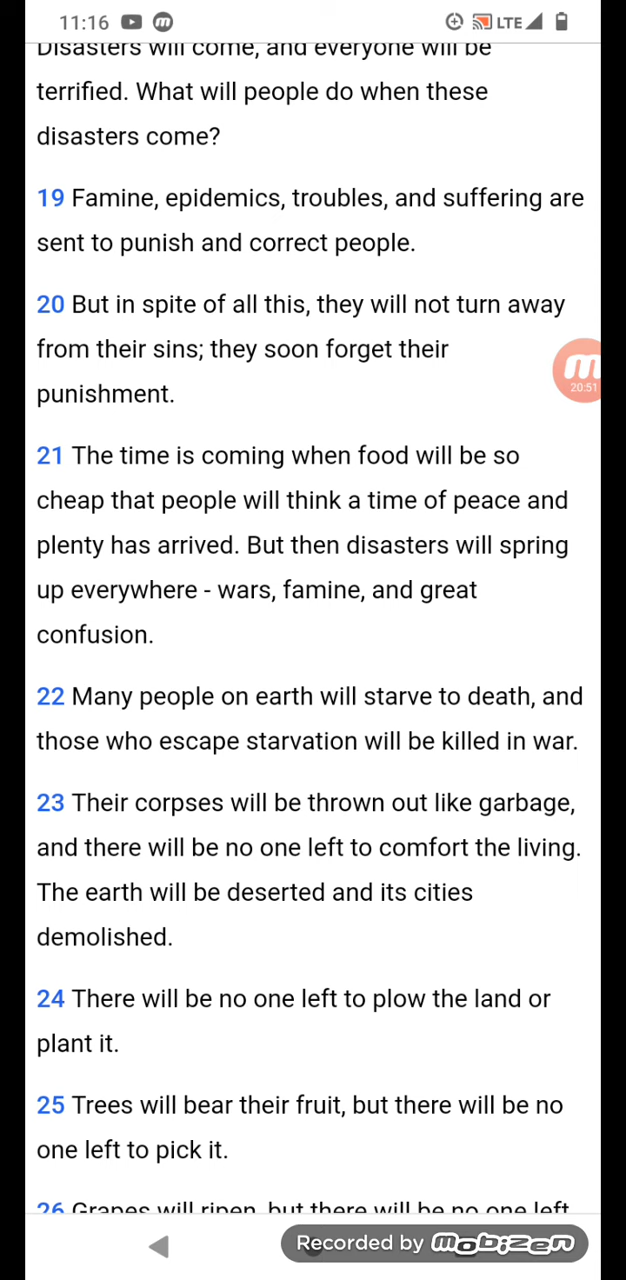 11:16 LTE
Disasters will come, and everyone will be
terrified. What will people do when these
disasters come?
19 Famine, epidemics, troubles, and suffering are
sent to punish and correct people.
20 But in spite of all this, they will not turn away
from their sins; they soon forget their
punishment.
20:51
21 The time is coming when food will be so
cheap that people will think a time of peace and
plenty has arrived. But then disasters will spring
up everywhere - wars, famine, and great
confusion.
22 Many people on earth will starve to death, and
those who escape starvation will be killed in war.
23 Their corpses will be thrown out like garbage,
and there will be no one left to comfort the living.
The earth will be deserted and its cities
demolished.
24 There will be no one left to plow the land or
plant it.
25 Trees will bear their fruit, but there will be no
one left to pick it.
26 Grapes will ripen, but there will be no one left
Recorded by mobizen